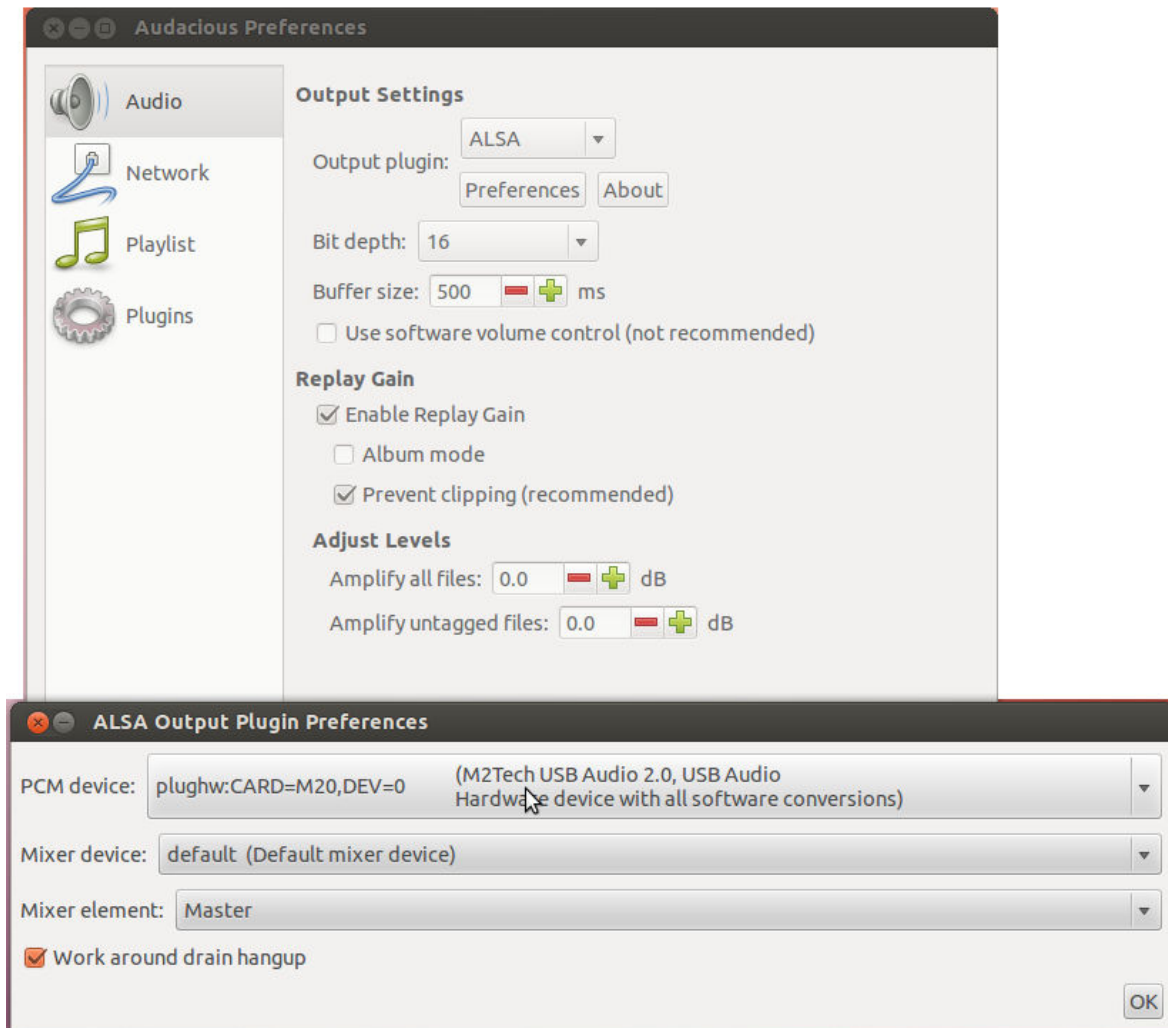 Audacious Preferences
Audio
Network
Playlist
Plugins
Output Settings
Output plugin: ALSA
Preferences About
Bit depth: 16
Buffer size: 500 ms
Use software volume control (not recommended)
Replay Gain
Enable Replay Gain
Album mode
Prevent clipping (recommended)
Adjust Levels
Amplify all files: 0.0 dB
Amplify untagged files: 0.0 dB
ALSA Output Plugin Preferences
PCM device: plughw:CARD=M20,DEV=0 (M2Tech USB Audio 2.0, USB Audio
Hardware device with all software conversions)
Mixer device: default (Default mixer device)
Mixer element: Master
Work around drain hangup
OK